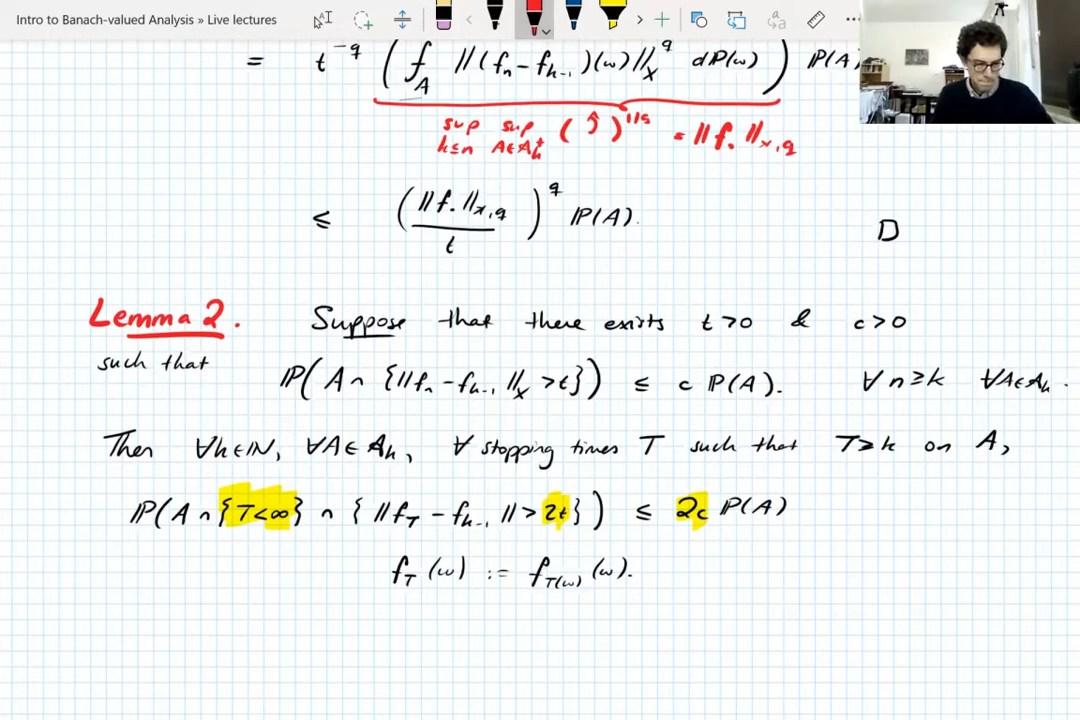 Intro to Banach-valued Analysis » Live lectures
= t^{-q} ( ⨍_A ||(f_n - f_{k-1})(ω)||_X^q dP(ω) ) P(A)
sup_{k≤n} sup_{A∈A_k^+} ( ↑ )^{1/q} = ||f.||_{*,q}
≤ ( ||f.||_{*,q} / t )^q P(A). □
Lemma 2. Suppose that there exists t>0 & c>0
such that P(A ∩ {||f_n - f_{k-1}||_X > t}) ≤ c P(A). ∀n≥k ∀A∈A_k.
Then ∀k∈ℕ, ∀A∈A_k, ∀ stopping times T such that T≥k on A,
P(A ∩ {T<∞} ∩ {||f_T - f_{k-1}|| > 2t}) ≤ 2c P(A)
f_T(ω) := f_{T(ω)}(ω).